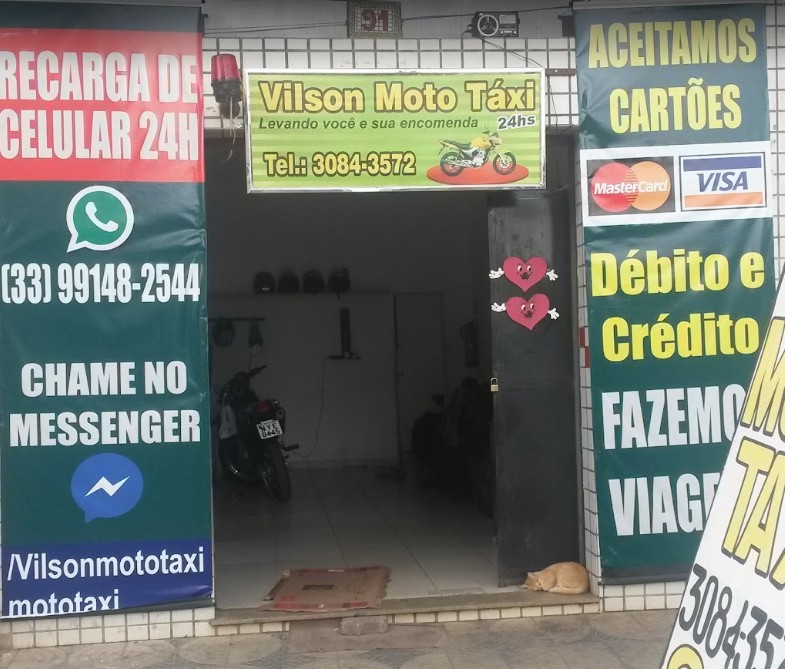 91
RECARGA DE
CELULAR 24H
(33) 99148-2544
CHAME NO
MESSENGER
/Vilsonmototaxi
mototaxi
Vilson Moto Táxi
Levando você e sua encomenda 24hs
Tel.: 3084-3572
ACEITAMOS
CARTÕES
MasterCard
VISA
Débito e
Crédito
FAZEMO
VIAGE